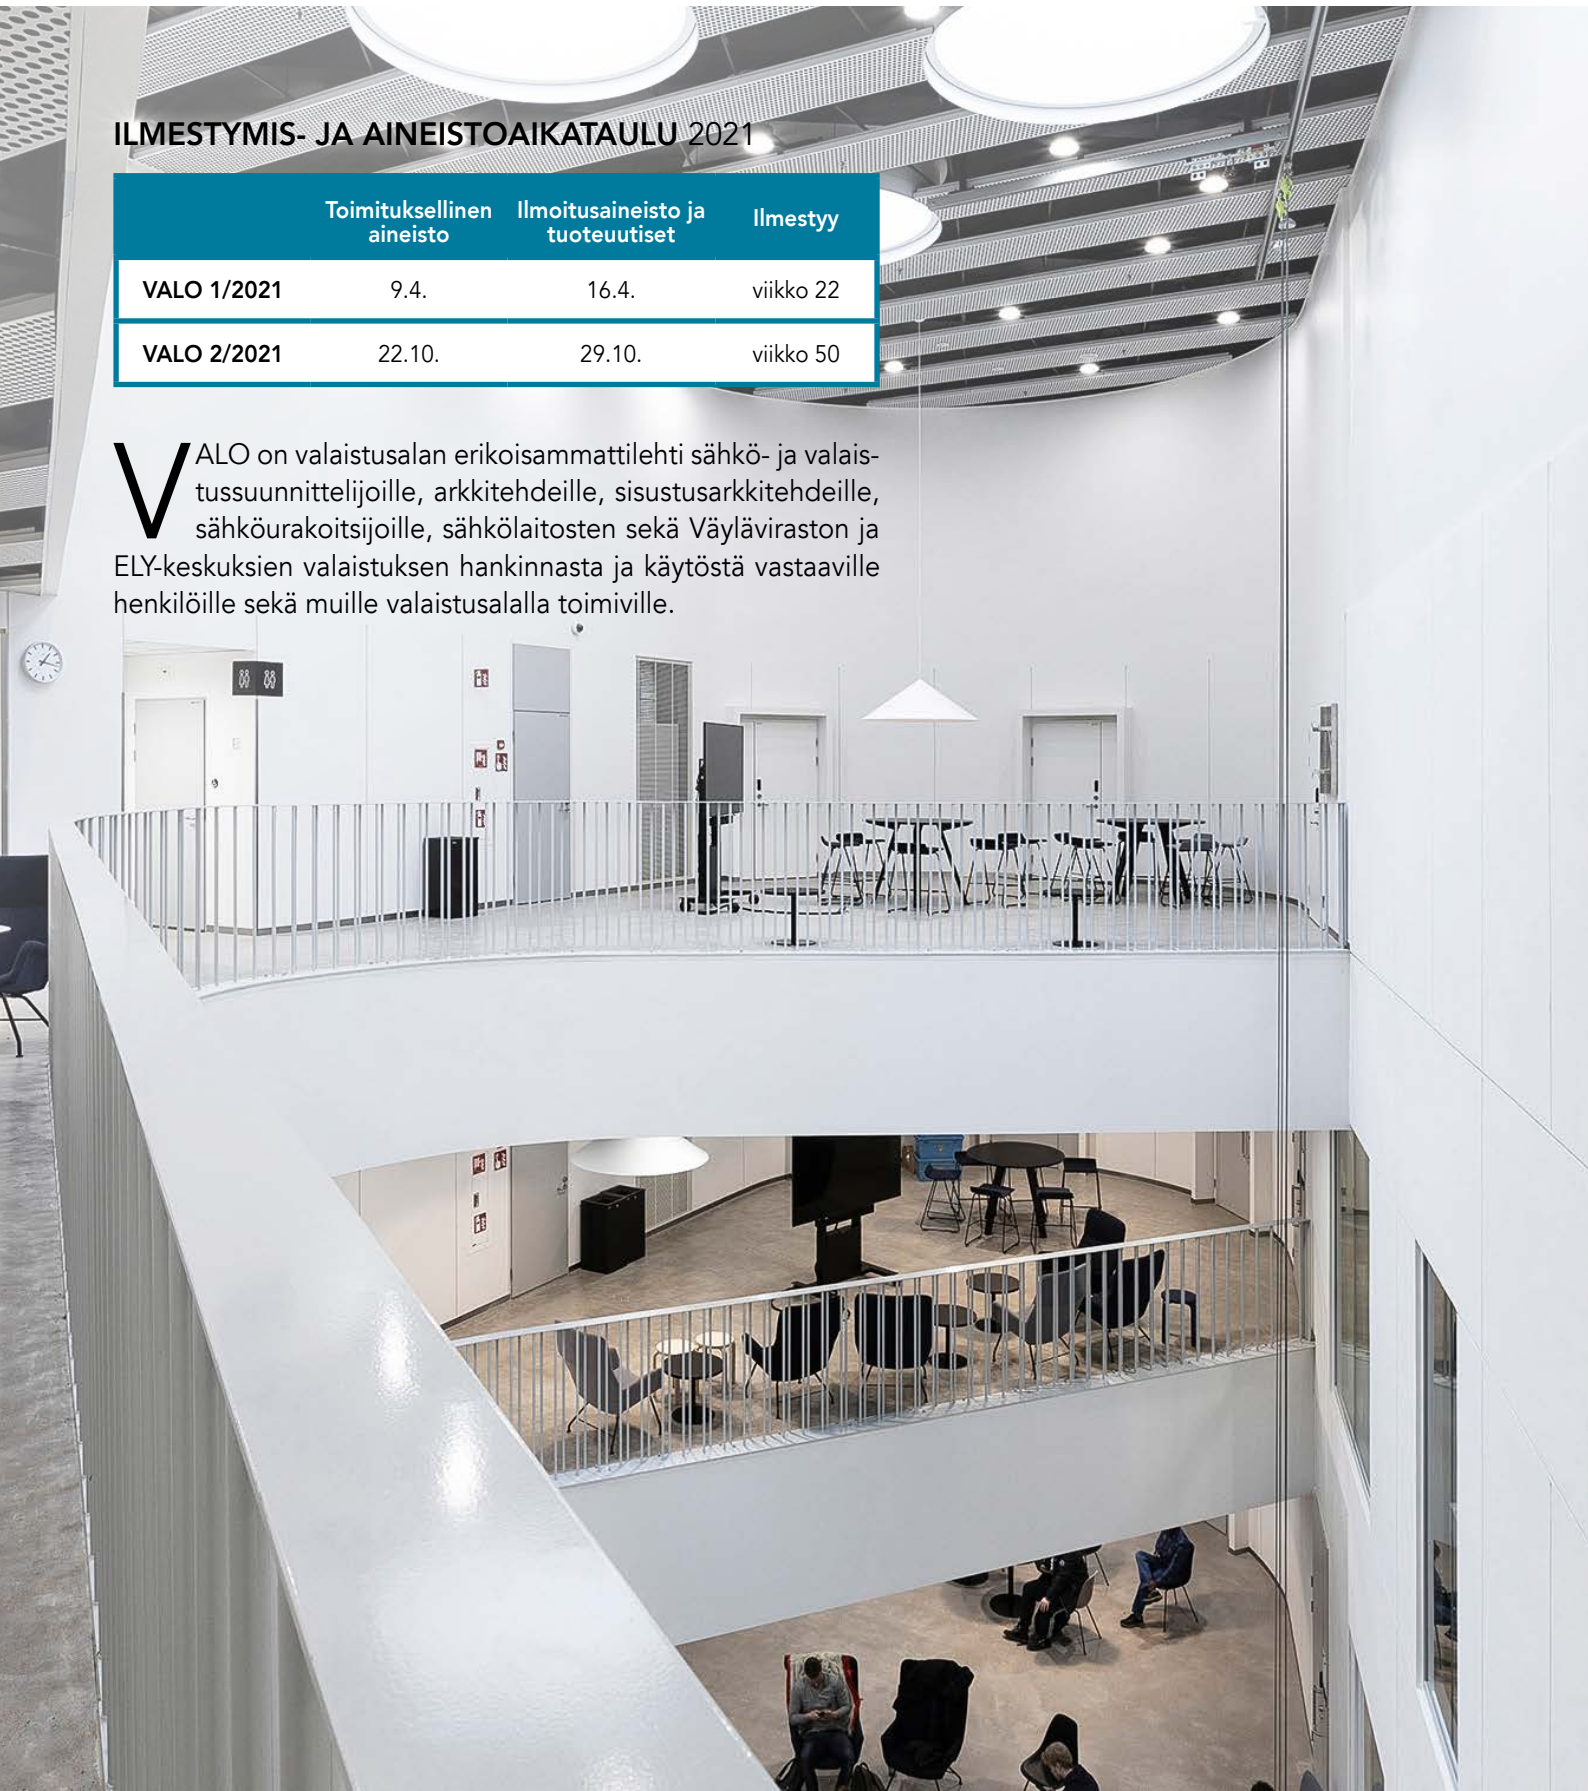 ILMESTYMIS- JA AINEISTOAIKATAULU 2021
Toimituksellinen aineisto Ilmoitusaineisto ja tuoteuutiset Ilmestyy
VALO 1/2021 9.4. 16.4. viikko 22
VALO 2/2021 22.10. 29.10. viikko 50
VALO on valaistusalan erikoisammattilehti sähkö- ja valais-
tussuunnittelijoille, arkkitehdeille, sisustusarkkitehdeille,
sähköurakoitsijoille, sähkölaitosten sekä Väyläviraston ja
ELY-keskuksien valaistuksen hankinnasta ja käytöstä vastaaville
henkilöille sekä muille valaistusalalla toimiville.